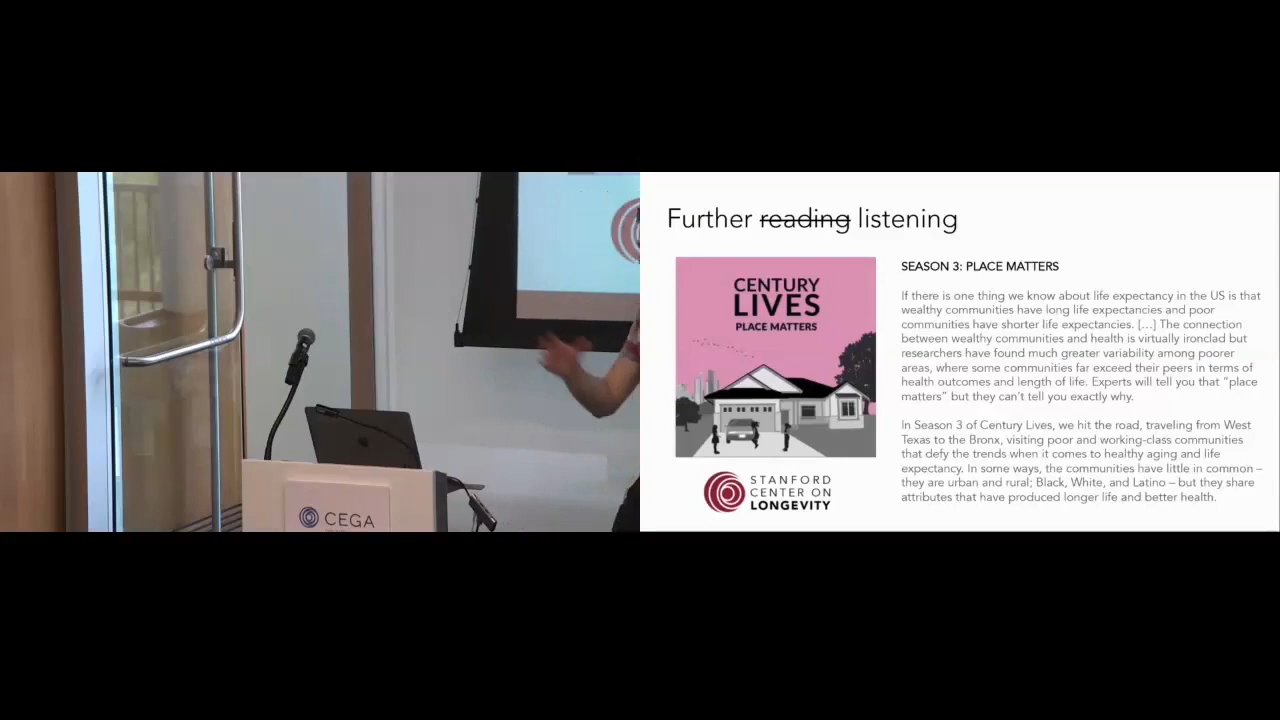 Further reading listening
CENTURY
LIVES
PLACE MATTERS
STANFORD
CENTER ON
LONGEVITY
SEASON 3: PLACE MATTERS
If there is one thing we know about life expectancy in the US is that
wealthy communities have long life expectancies and poor
communities have shorter life expectancies. [...] The connection
between wealthy communities and health is virtually ironclad but
researchers have found much greater variability among poorer
areas, where some communities far exceed their peers in terms of
health outcomes and length of life. Experts will tell you that “place
matters” but they can’t tell you exactly why.
In Season 3 of Century Lives, we hit the road, traveling from West
Texas to the Bronx, visiting poor and working-class communities
that defy the trends when it comes to healthy aging and life
expectancy. In some ways, the communities have little in common –
they are urban and rural; Black, White, and Latino – but they share
attributes that have produced longer life and better health.
CEGA